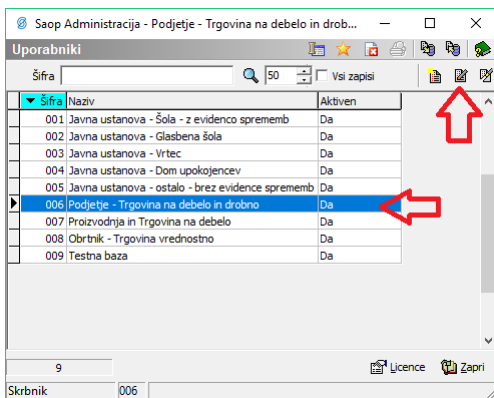 Saop Administracija - Podjetje - Trgovina na debelo in drob...
Uporabniki
Šifra 50 Vsi zapisi
Šifra Naziv Aktiven
001 Javna ustanova - Šola - z evidenco sprememb Da
002 Javna ustanova - Glasbena šola Da
003 Javna ustanova - Vrtec Da
004 Javna ustanova - Dom upokojencev Da
005 Javna ustanova - ostalo - brez evidence sprememb Da
006 Podjetje - Trgovina na debelo in drobno Da
007 Proizvodnja in Trgovina na debelo Da
008 Obrtnik - Trgovina vrednostno Da
009 Testna baza Da
9 Licence Zapri
Skrbnik 006